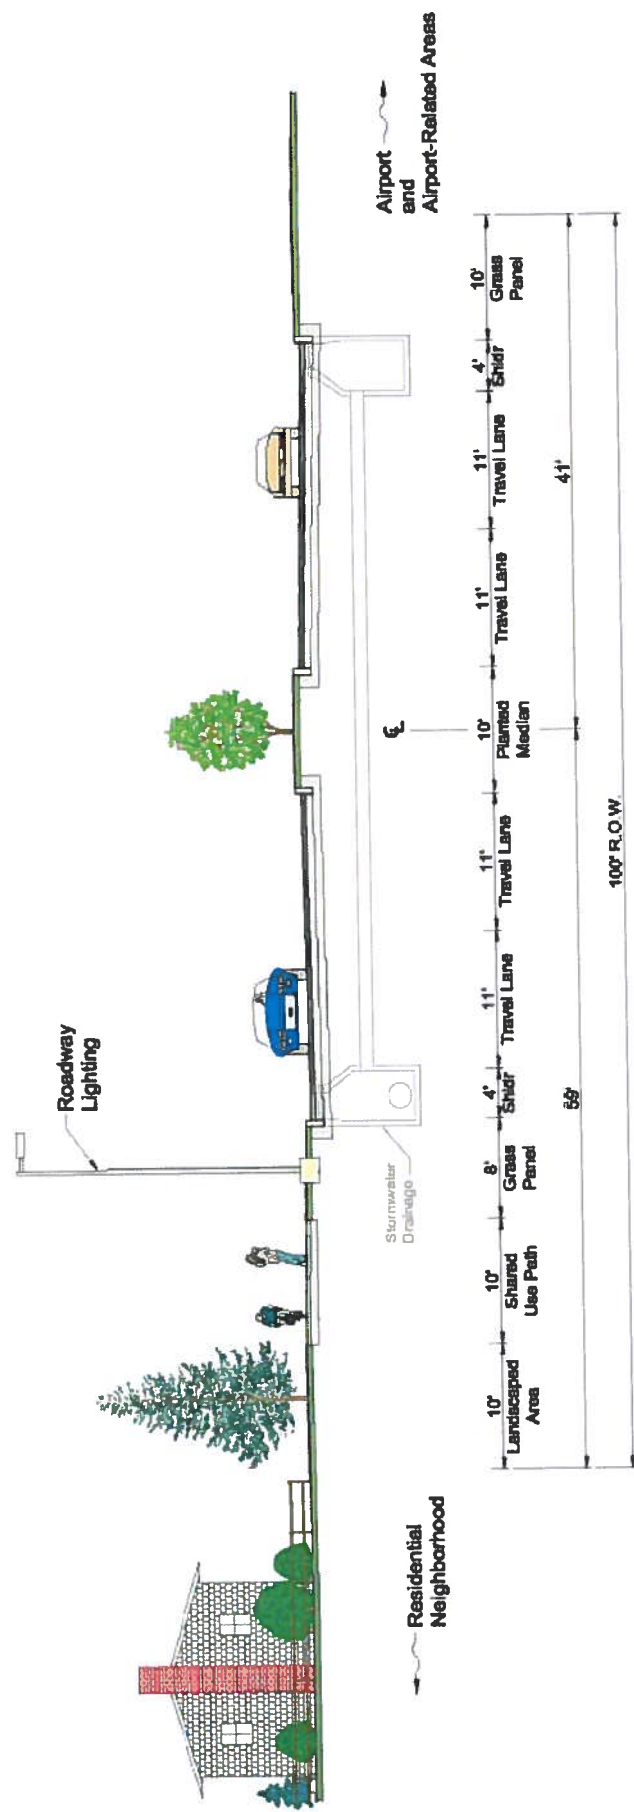 Roadway
Lighting
Airport
and
Airport-Related Areas
Residential
Neighborhood
Stormwater
Drainage
℄
10'
Landscaped
Area
10'
Shared
Use Path
8'
Grass
Panel
4'
Shldr
11'
Travel Lane
11'
Travel Lane
10'
Planted
Median
11'
Travel Lane
11'
Travel Lane
4'
Shldr
10'
Grass
Panel
59'
41'
100' R.O.W.